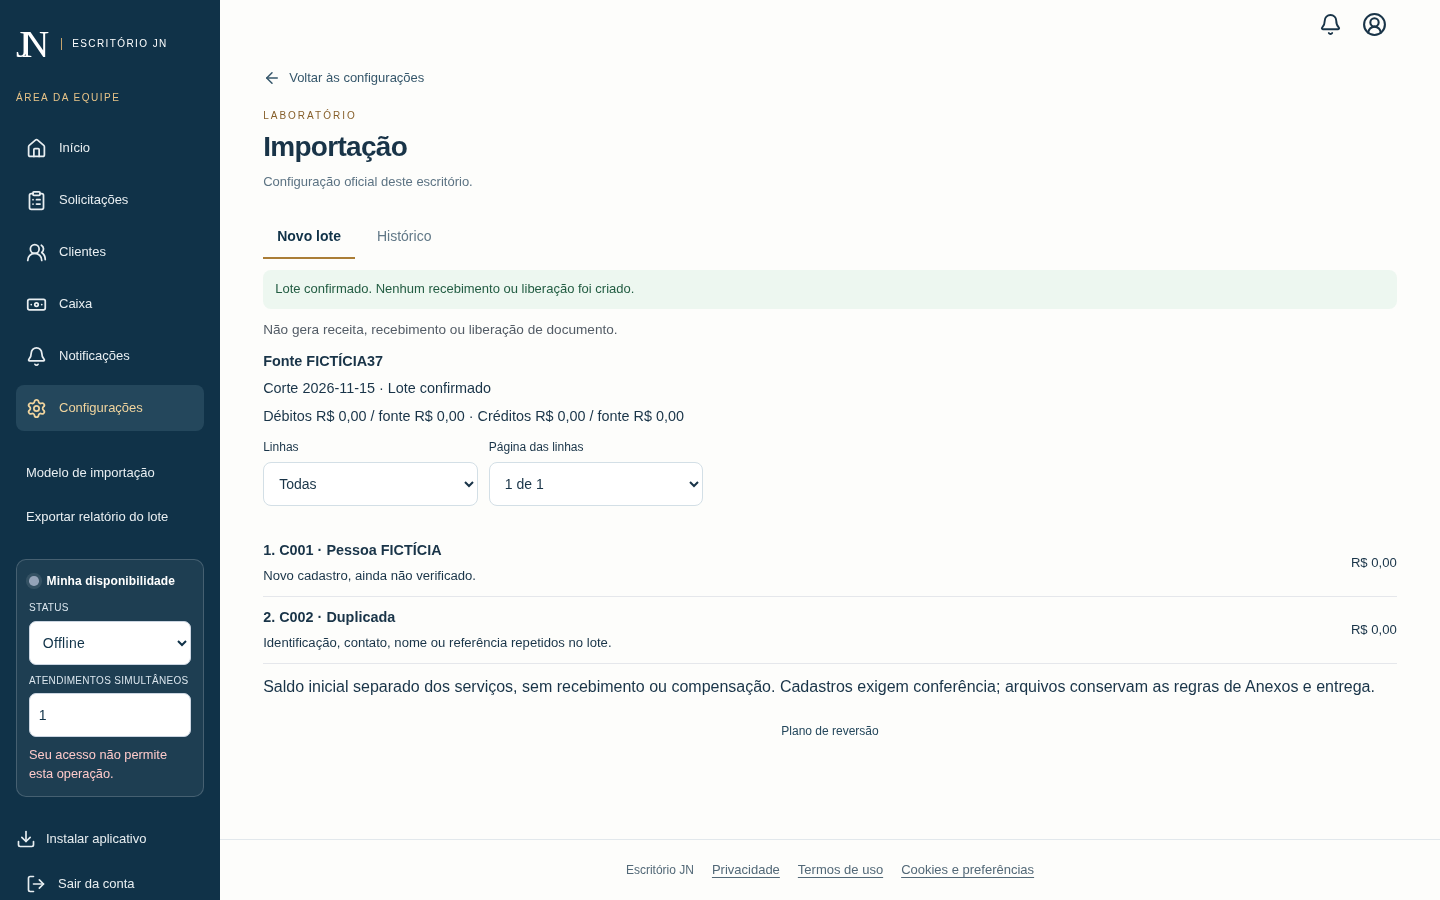 JN | ESCRITÓRIO JN
ÁREA DA EQUIPE
Início
Solicitações
Clientes
Caixa
Notificações
Configurações
Modelo de importação
Exportar relatório do lote
Minha disponibilidade
STATUS
Offline
ATENDIMENTOS SIMULTÂNEOS
1
Seu acesso não permite
esta operação.
Instalar aplicativo
Sair da conta
Voltar às configurações
LABORATÓRIO
Importação
Configuração oficial deste escritório.
Novo lote Histórico
Lote confirmado. Nenhum recebimento ou liberação foi criado.
Não gera receita, recebimento ou liberação de documento.
Fonte FICTÍCIA37
Corte 2026-11-15 · Lote confirmado
Débitos R$ 0,00 / fonte R$ 0,00 · Créditos R$ 0,00 / fonte R$ 0,00
Linhas Página das linhas
Todas 1 de 1
1. C001 · Pessoa FICTÍCIA
Novo cadastro, ainda não verificado.
R$ 0,00
2. C002 · Duplicada
Identificação, contato, nome ou referência repetidos no lote.
R$ 0,00
Saldo inicial separado dos serviços, sem recebimento ou compensação. Cadastros exigem conferência; arquivos conservam as regras de Anexos e entrega.
Plano de reversão
Escritório JN Privacidade Termos de uso Cookies e preferências